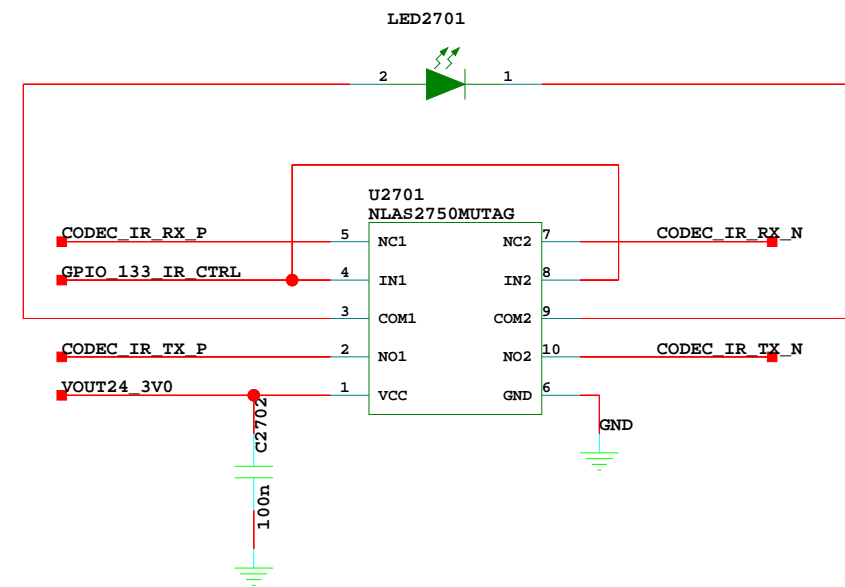 LED2701
2 1
U2701
NLAS2750MUTAG
CODEC_IR_RX_P 5 NC1 NC2 7 CODEC_IR_RX_N
GPIO_133_IR_CTRL 4 IN1 IN2 8
3 COM1 COM2 9
CODEC_IR_TX_P 2 NO1 NO2 10 CODEC_IR_TX_N
VOUT24_3V0 1 VCC GND 6
C2702
GND
100n